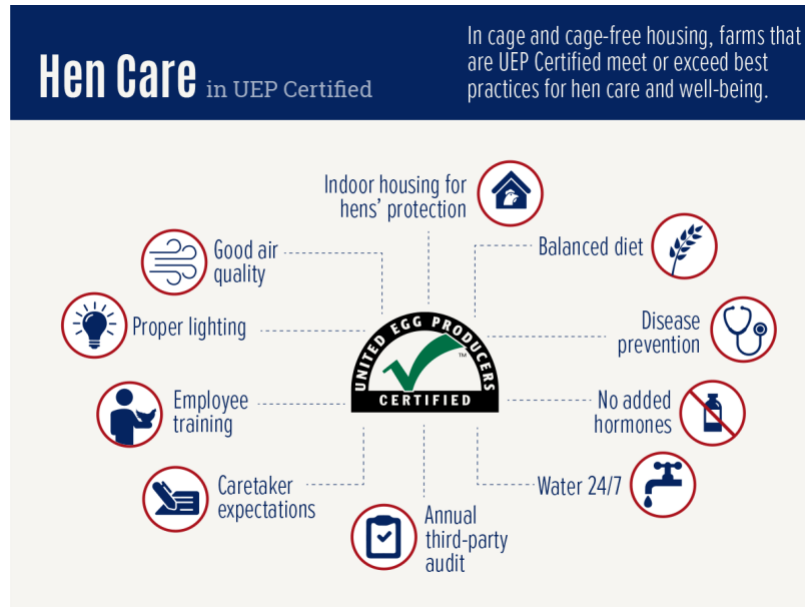 Hen Care in UEP Certified
In cage and cage-free housing, farms that
are UEP Certified meet or exceed best
practices for hen care and well-being.
Indoor housing for
hens' protection
Good air
quality
Balanced diet
Proper lighting
Disease
prevention
UNITED EGG PRODUCERS
TM
CERTIFIED
Employee
training
No added
hormones
Caretaker
expectations
Water 24/7
Annual
third-party
audit